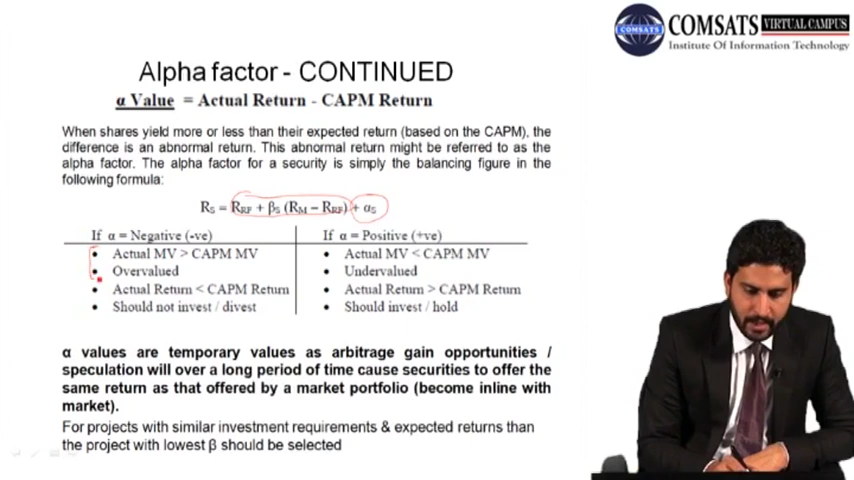 COMSATS
COMSATS VIRTUAL CAMPUS
Institute Of Information Technology
Alpha factor - CONTINUED
α Value = Actual Return - CAPM Return
When shares yield more or less than their expected return (based on the CAPM), the
difference is an abnormal return. This abnormal return might be referred to as the
alpha factor. The alpha factor for a security is simply the balancing figure in the
following formula:
R₅ = R_RF + β₅ (R_M – R_RF) + α₅
If α = Negative (-ve)
• Actual MV > CAPM MV
• Overvalued
• Actual Return < CAPM Return
• Should not invest / divest
If α = Positive (+ve)
• Actual MV < CAPM MV
• Undervalued
• Actual Return > CAPM Return
• Should invest / hold
α values are temporary values as arbitrage gain opportunities /
speculation will over a long period of time cause securities to offer the
same return as that offered by a market portfolio (become inline with
market).
For projects with similar investment requirements & expected returns than
the project with lowest β should be selected